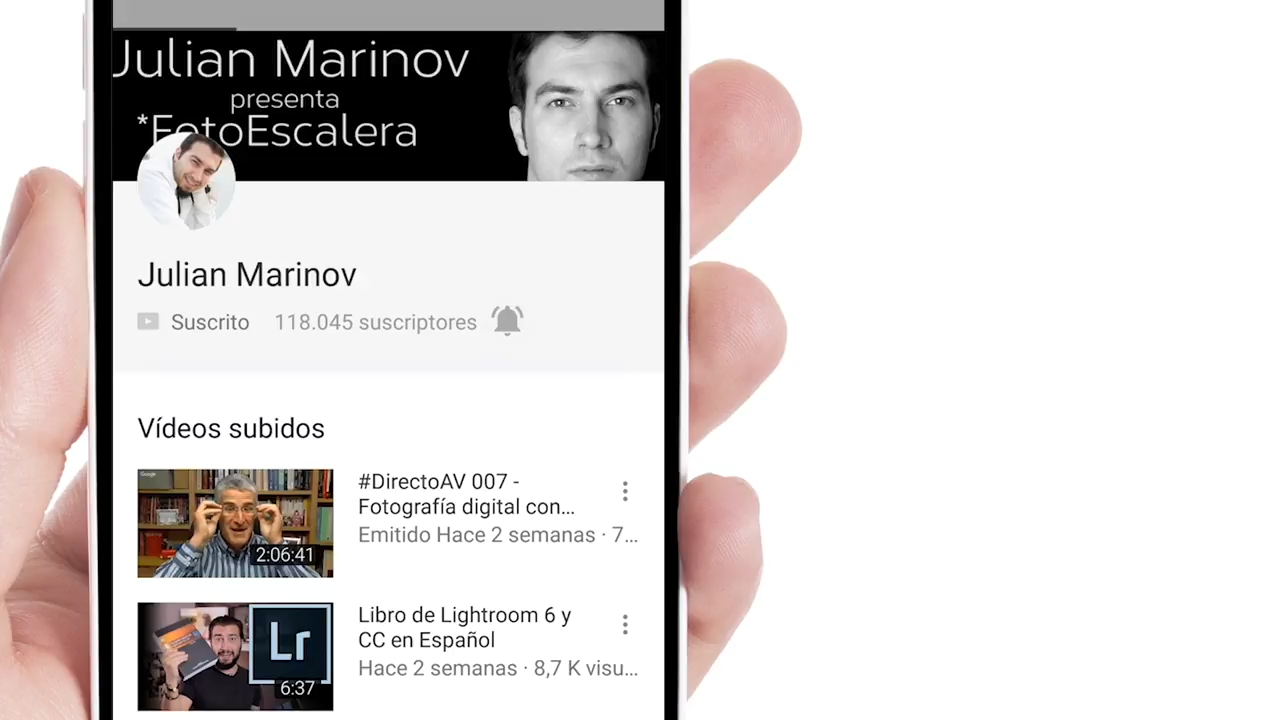 Julian Marinov
presenta
*FotoEscalera
Julian Marinov
Suscrito 118.045 suscriptores
Vídeos subidos
Google
2:06:41
#DirectoAV 007 -
Fotografía digital con...
Emitido Hace 2 semanas · 7...
Lr
6:37
Libro de Lightroom 6 y
CC en Español
Hace 2 semanas · 8,7 K visu...